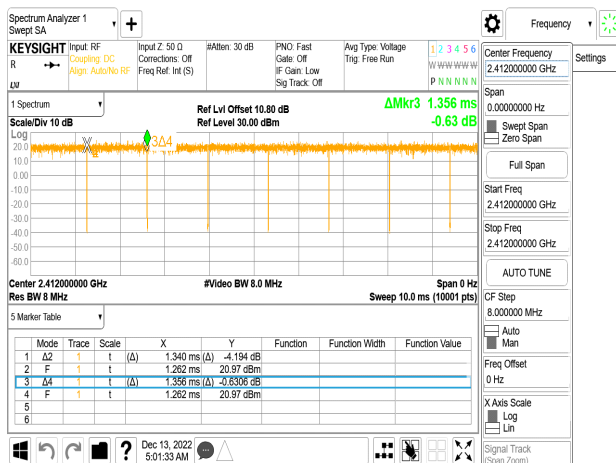 Spectrum Analyzer 1
Swept SA
Frequency
KEYSIGHT
R
LXI
Input: RF
Coupling: DC
Align: Auto/No RF
Input Z: 50 Ω
Corrections: Off
Freq Ref: Int (S)
#Atten: 30 dB
PNO: Fast
Gate: Off
IF Gain: Low
Sig Track: Off
Avg Type: Voltage
Trig: Free Run
1 2 3 4 5 6
W W W W W W
P N N N N N
Center Frequency
2.412000000 GHz
Settings
Span
0.00000000 Hz
Swept Span
Zero Span
Full Span
Start Freq
2.412000000 GHz
Stop Freq
2.412000000 GHz
AUTO TUNE
CF Step
8.000000 MHz
Auto
Man
Freq Offset
0 Hz
X Axis Scale
Log
Lin
Signal Track
(Span Zoom)
1 Spectrum
Scale/Div 10 dB
Ref Lvl Offset 10.80 dB
Ref Level 30.00 dBm
ΔMkr3 1.356 ms
-0.63 dB
Log
20.0
10.0
0.00
-10.0
-20.0
-30.0
-40.0
-50.0
-60.0
3Δ4
Center 2.412000000 GHz
Res BW 8 MHz
#Video BW 8.0 MHz
Span 0 Hz
Sweep 10.0 ms (10001 pts)
5 Marker Table
Mode Trace Scale X Y Function Function Width Function Value
1 Δ2 1 t (Δ) 1.340 ms (Δ) -4.194 dB
2 F 1 t 1.262 ms 20.97 dBm
3 Δ4 1 t (Δ) 1.356 ms (Δ) -0.6306 dB
4 F 1 t 1.262 ms 20.97 dBm
5
6
?
Dec 13, 2022
5:01:33 AM